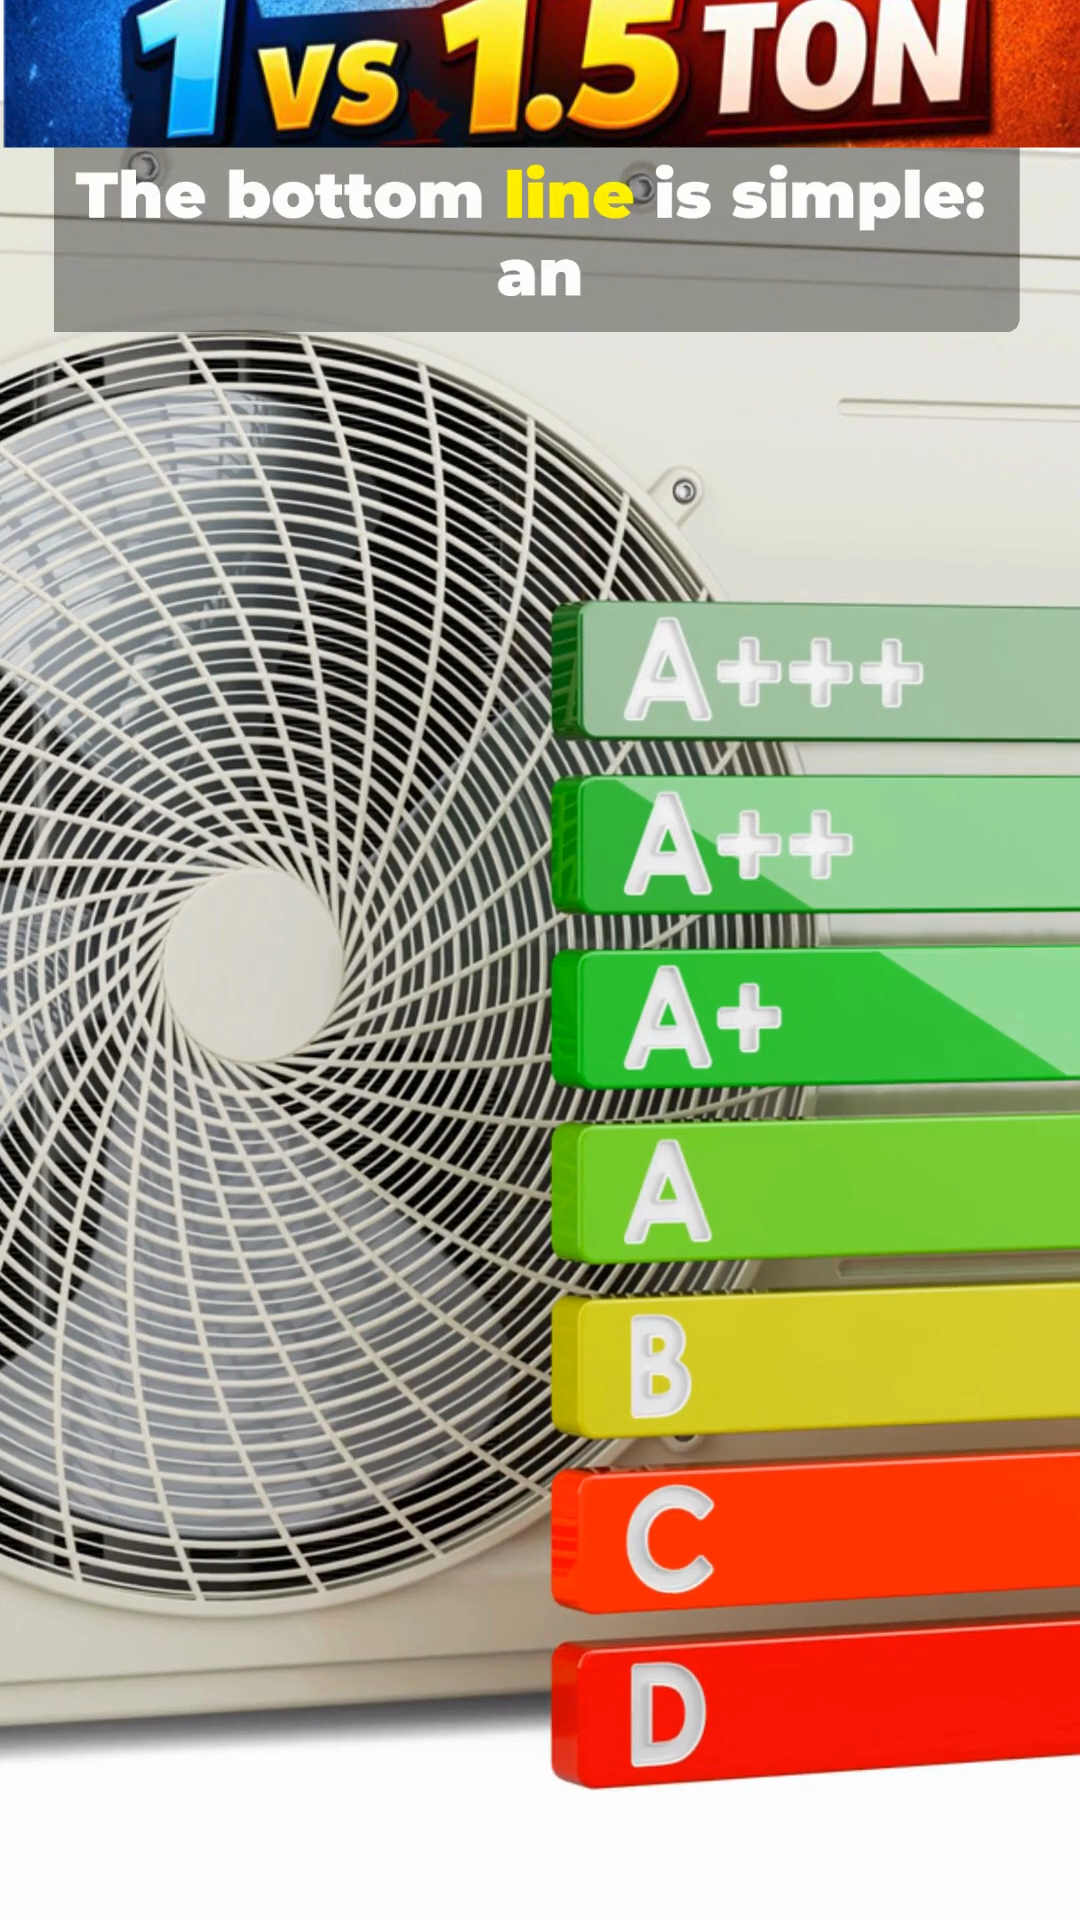 1 VS 1.5 TON
The bottom line is simple:
an
A+++
A++
A+
A
B
C
D